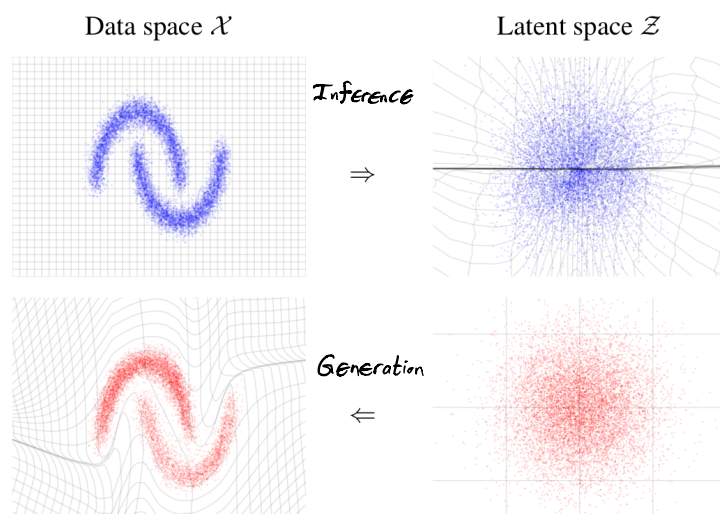 Data space 𝒳
Latent space 𝒵
Inference
⇒
Generation
⇐